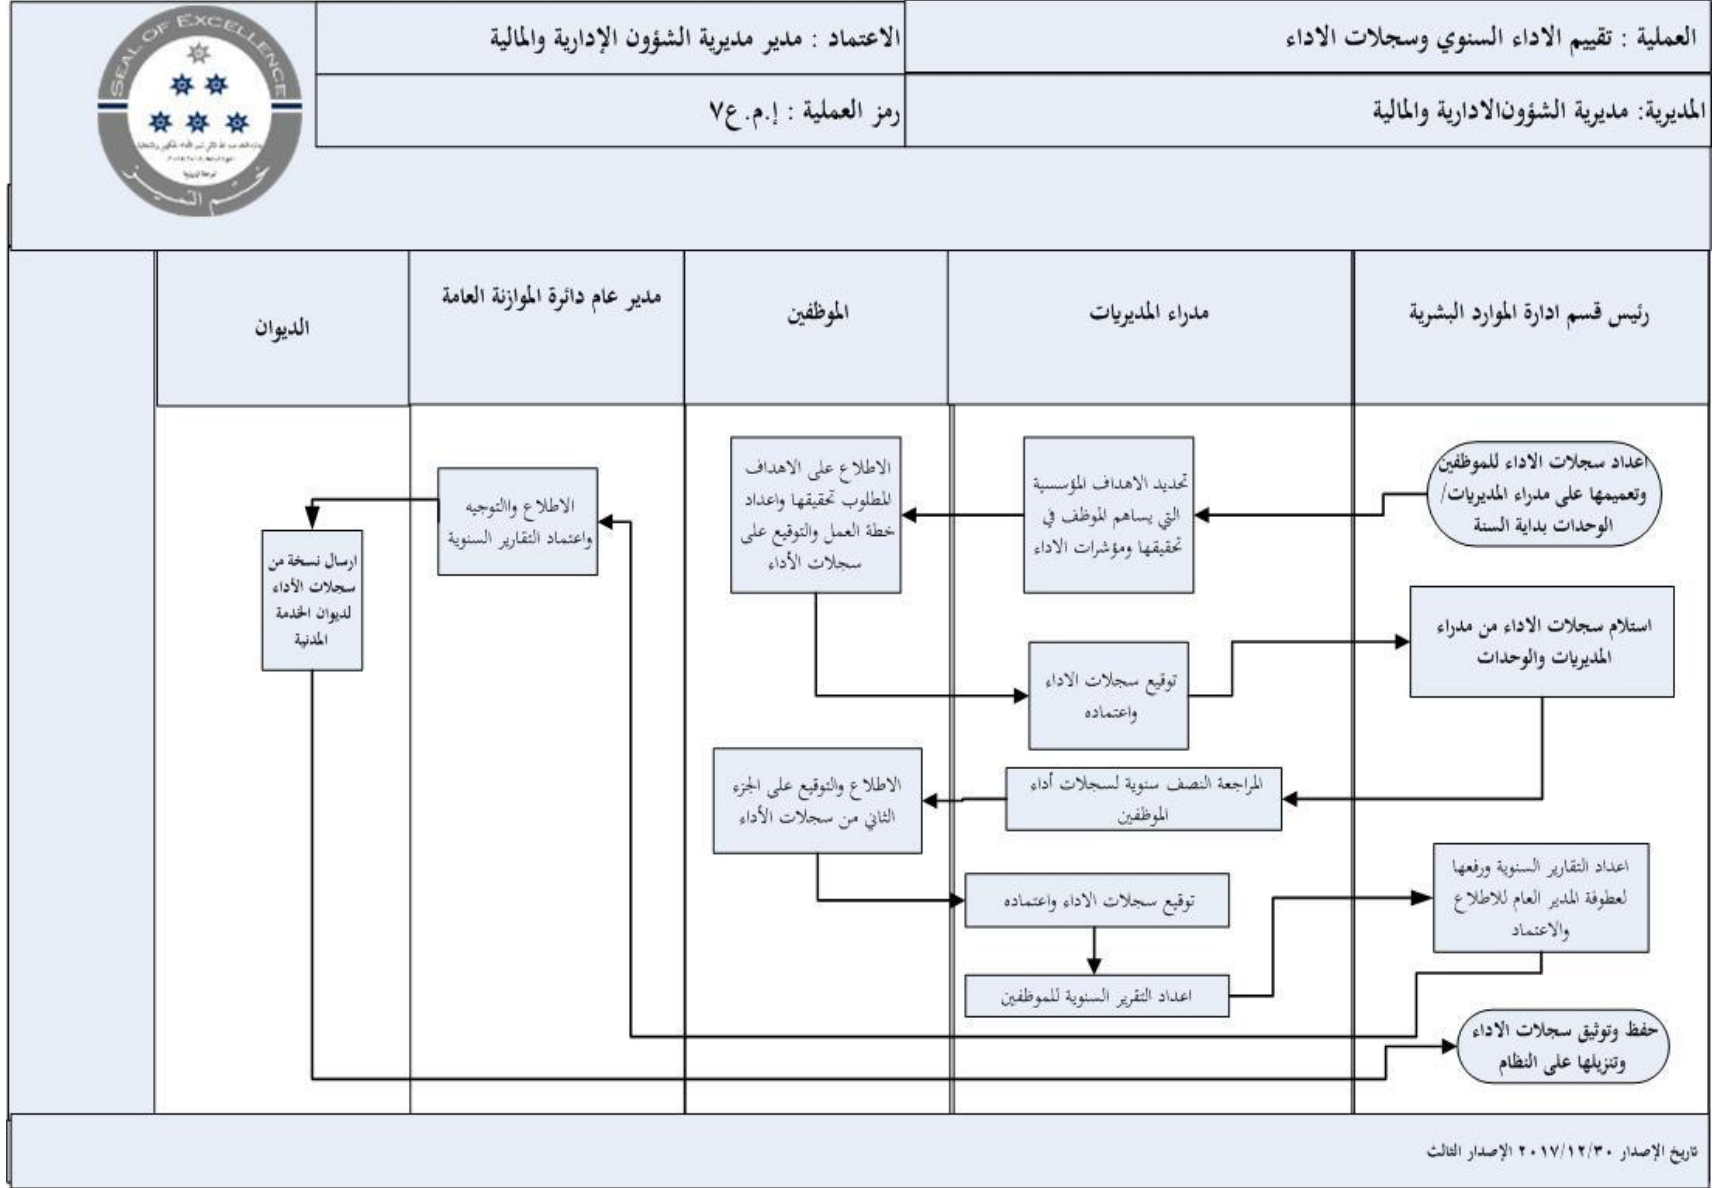 العملية : تقييم الاداء السنوي وسجلات الاداء
الاعتماد : مدير مديرية الشؤون الإدارية والمالية
المديرية: مديرية الشؤونالادارية والمالية
رمز العملية : إ.م.ع٧
SEAL OF EXCELLENCE
ختم التميز
رئيس قسم ادارة الموارد البشرية
مدراء المديريات
الموظفين
مدير عام دائرة الموازنة العامة
الديوان
اعداد سجلات الاداء للموظفين
وتعميمها على مدراء المديريات/
الوحدات بداية السنة
تحديد الاهداف المؤسسية
التي يساهم الموظف في
تحقيقها ومؤشرات الاداء
الاطلاع على الاهداف
المطلوب تحقيقها واعداد
خطة العمل والتوقيع على
سجلات الأداء
توقيع سجلات الاداء
واعتماده
استلام سجلات الاداء من مدراء
المديريات والوحدات
المراجعة النصف سنوية لسجلات أداء
الموظفين
الاطلاع والتوقيع على الجزء
الثاني من سجلات الأداء
توقيع سجلات الاداء واعتماده
اعداد التقرير السنوية للموظفين
اعداد التقارير السنوية ورفعها
لعطوفة المدير العام للاطلاع
والاعتماد
الاطلاع واالتوجيه
واعتماد التقارير السنوية
ارسال نسخة من
سجلات الأداء
لديوان الخدمة
المدنية
حفظ وتوثيق سجلات الاداء
وتنزيلها على النظام
تاريخ الإصدار ٢٠١٧/١٢/٣٠ الإصدار الثالث